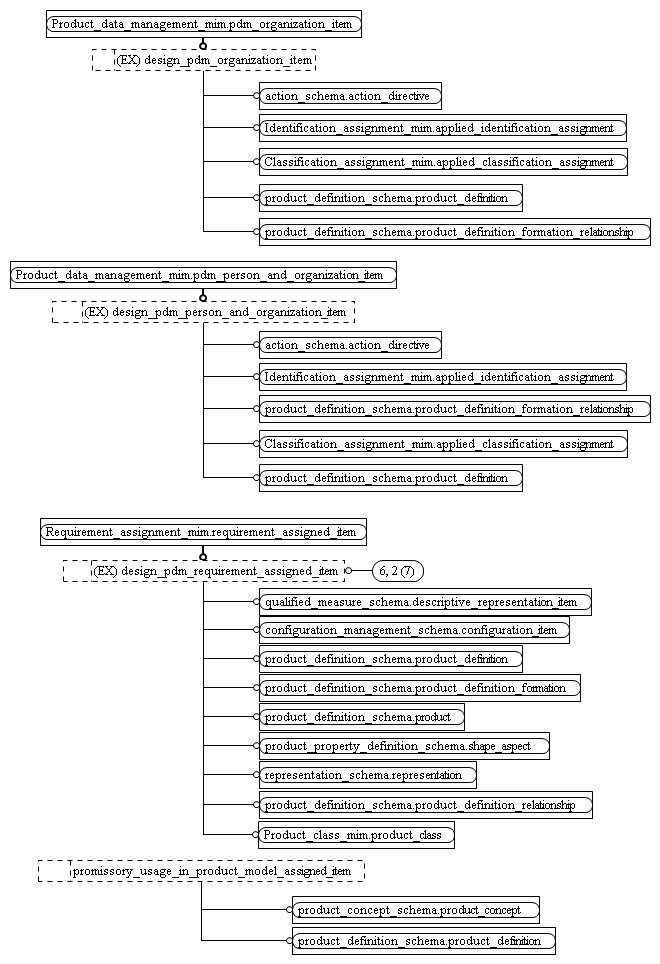 Product_data_management_mim.pdm_organization_item
(EX) design_pdm_organization_item
action_schema.action_directive
Identification_assignment_mim.applied_identification_assignment
Classification_assignment_mim.applied_classification_assignment
product_definition_schema.product_definition
product_definition_schema.product_definition_formation_relationship
Product_data_management_mim.pdm_person_and_organization_item
(EX) design_pdm_person_and_organization_item
action_schema.action_directive
Identification_assignment_mim.applied_identification_assignment
product_definition_schema.product_definition_formation_relationship
Classification_assignment_mim.applied_classification_assignment
product_definition_schema.product_definition
Requirement_assignment_mim.requirement_assigned_item
(EX) design_pdm_requirement_assigned_item
6, 2 (7)
qualified_measure_schema.descriptive_representation_item
configuration_management_schema.configuration_item
product_definition_schema.product_definition
product_definition_schema.product_definition_formation
product_definition_schema.product
product_property_definition_schema.shape_aspect
representation_schema.representation
product_definition_schema.product_definition_relationship
Product_class_mim.product_class
promissory_usage_in_product_model_assigned_item
product_concept_schema.product_concept
product_definition_schema.product_definition